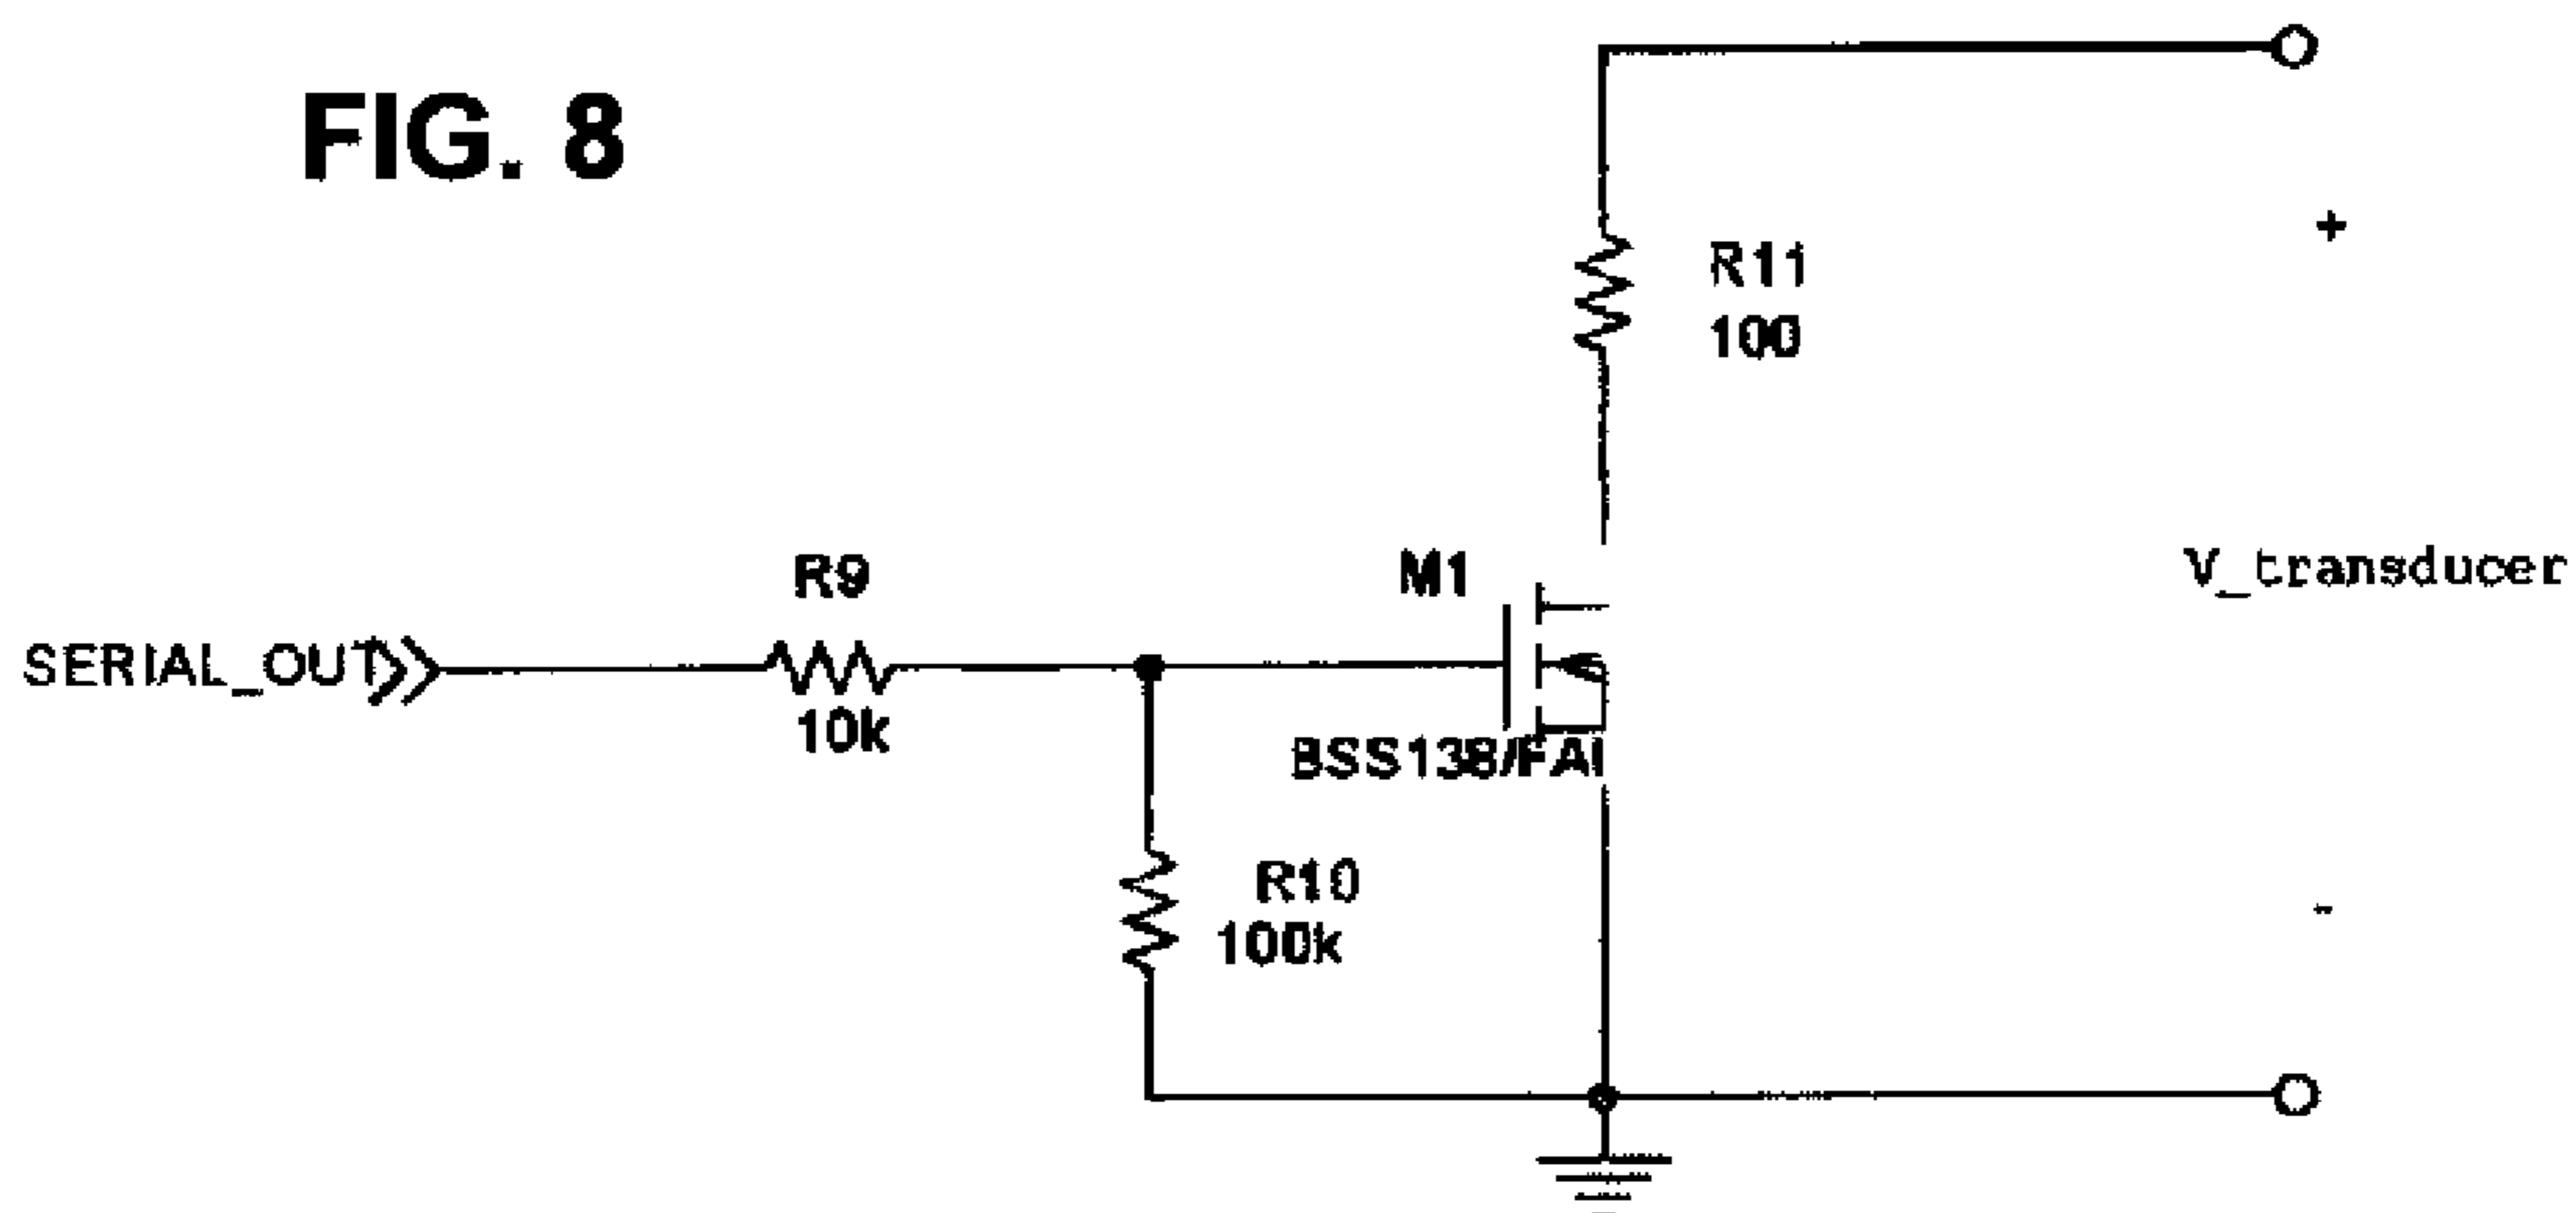 FIG. 8
+
R11
100
R9
M1
V_transducer
SERIAL_OUT
10k
BSS138/FAI
R10
100k
-